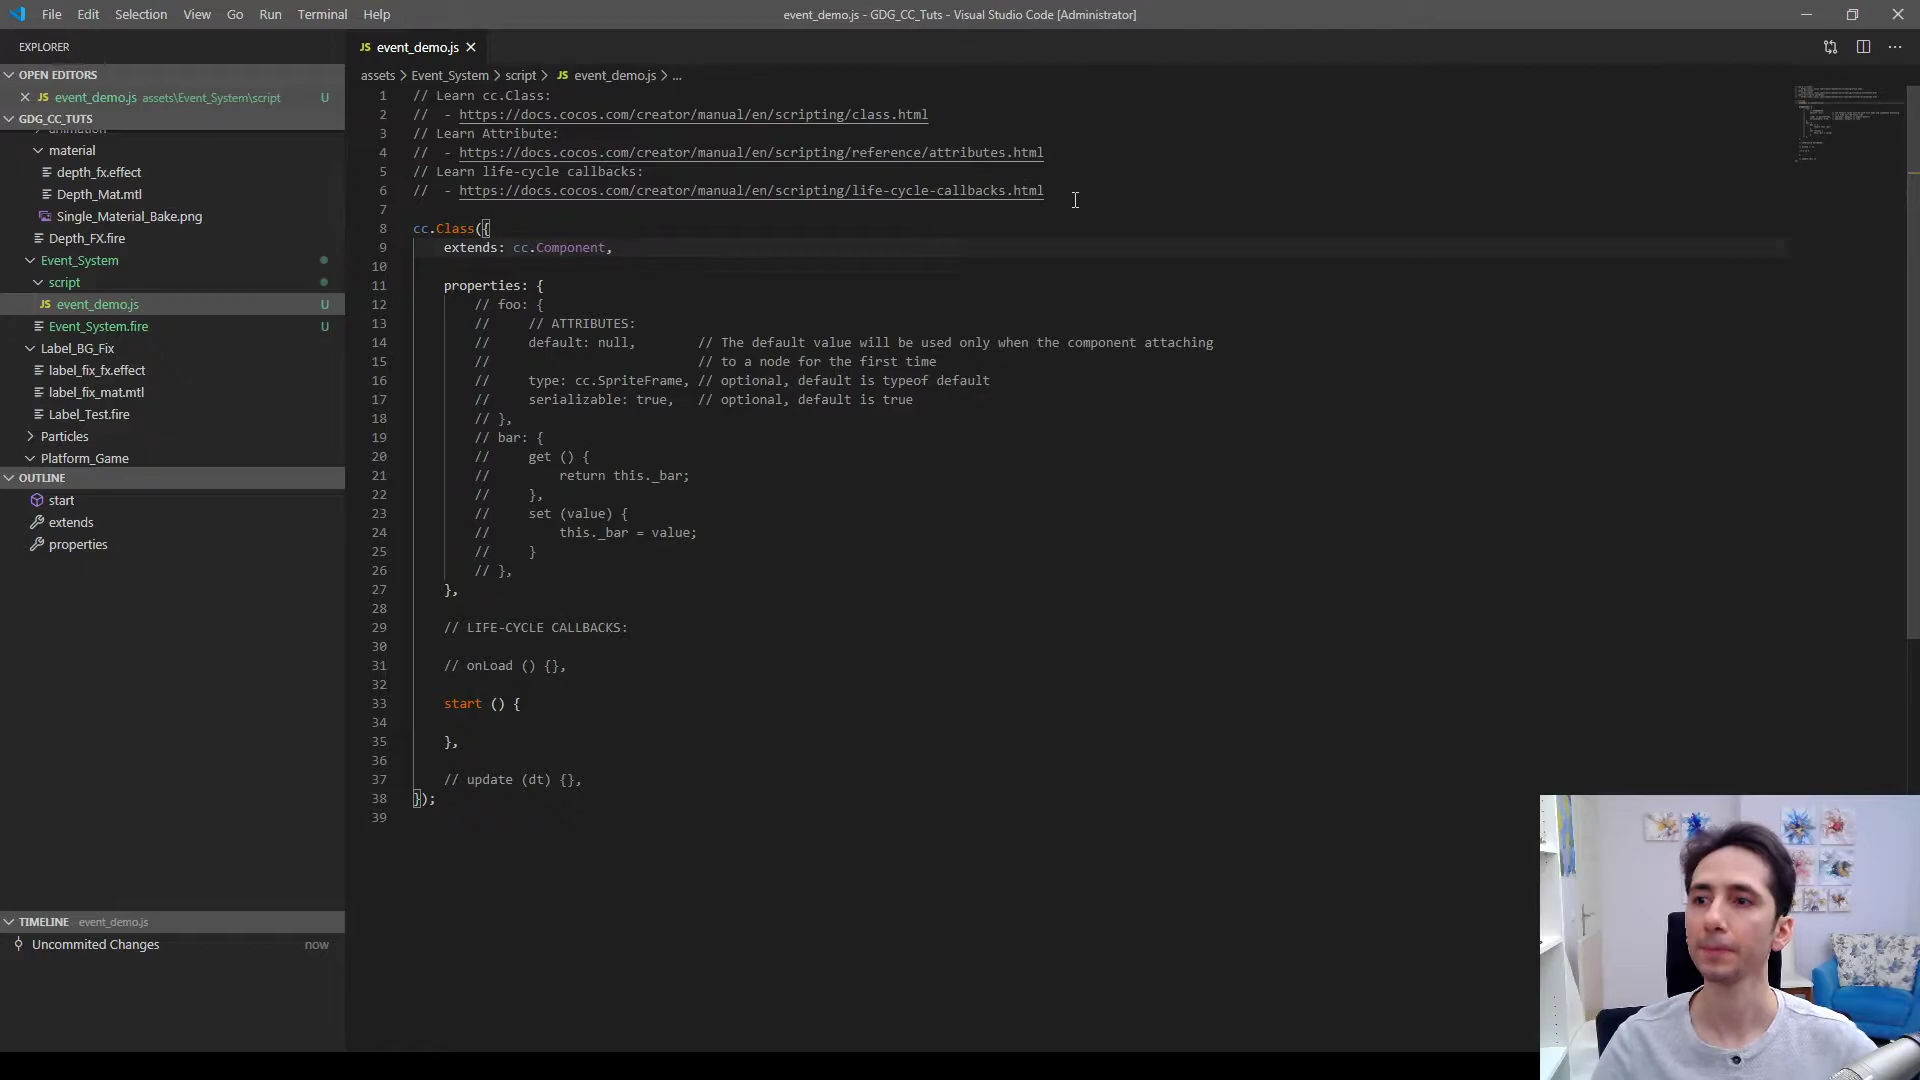 File Edit Selection View Go Run Terminal Help
event_demo.js - GDG_CC_Tuts - Visual Studio Code [Administrator]
EXPLORER
OPEN EDITORS
JS event_demo.js assets\Event_System\script U
GDG_CC_TUTS
animation
material
depth_fx.effect
Depth_Mat.mtl
Single_Material_Bake.png
Depth_FX.fire
Event_System
script
JS event_demo.js U
Event_System.fire U
Label_BG_Fix
label_fix_fx.effect
label_fix_mat.mtl
Label_Test.fire
Particles
Platform_Game
OUTLINE
start
extends
properties
TIMELINE event_demo.js
Uncommited Changes now
JS event_demo.js
assets > Event_System > script > JS event_demo.js > ...
1 // Learn cc.Class:
2 //  - https://docs.cocos.com/creator/manual/en/scripting/class.html
3 // Learn Attribute:
4 //  - https://docs.cocos.com/creator/manual/en/scripting/reference/attributes.html
5 // Learn life-cycle callbacks:
6 //  - https://docs.cocos.com/creator/manual/en/scripting/life-cycle-callbacks.html
7
8 cc.Class({
9     extends: cc.Component,
10
11     properties: {
12         // foo: {
13         //     // ATTRIBUTES:
14         //     default: null,        // The default value will be used only when the component attaching
15         //                           // to a node for the first time
16         //     type: cc.SpriteFrame, // optional, default is typeof default
17         //     serializable: true,   // optional, default is true
18         // },
19         // bar: {
20         //     get () {
21         //         return this._bar;
22         //     },
23         //     set (value) {
24         //         this._bar = value;
25         //     }
26         // },
27     },
28
29     // LIFE-CYCLE CALLBACKS:
30
31     // onLoad () {},
32
33     start () {
34
35     },
36
37     // update (dt) {},
38 });
39